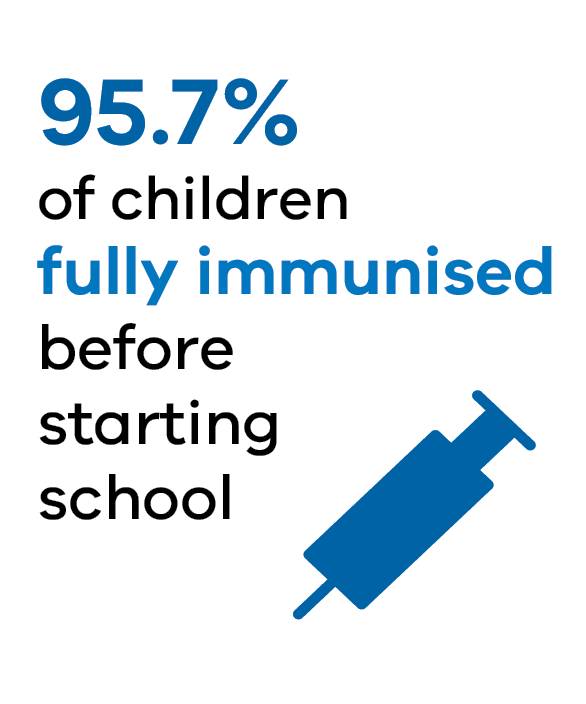 95.7%
of children
fully immunised
before
starting
school